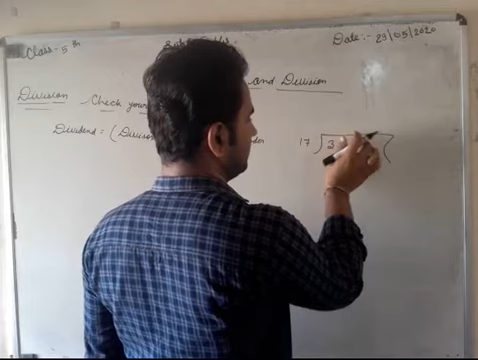 Class:- 5th
Date:- 23/05/2020
and Division
Division - Check your
Dividend = (Divisor
17 ) 3